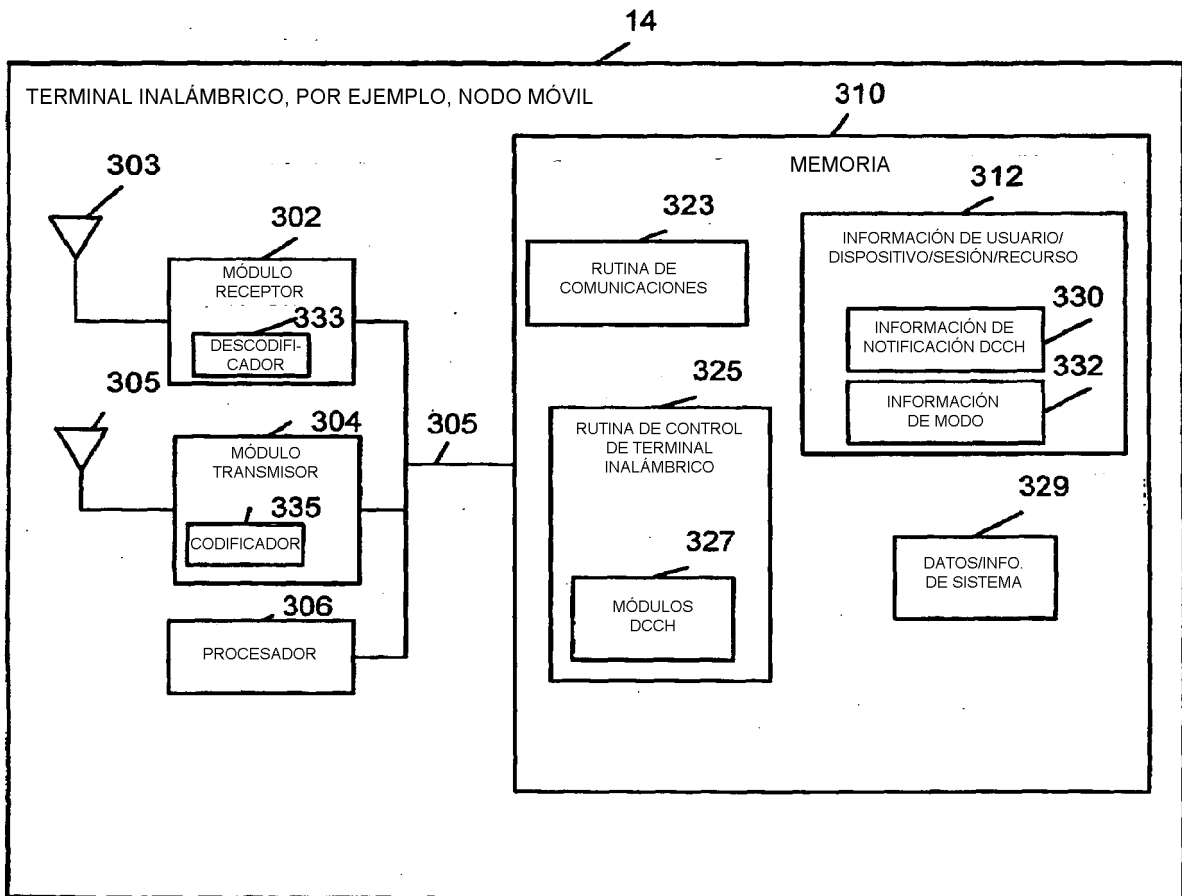 14
TERMINAL INALÁMBRICO, POR EJEMPLO, NODO MÓVIL
310
MEMORIA
303
302
MÓDULO
RECEPTOR
333
DESCODIFI-
CADOR
323
RUTINA DE
COMUNICACIONES
312
INFORMACIÓN DE USUARIO/
DISPOSITIVO/SESIÓN/RECURSO
330
INFORMACIÓN DE
NOTIFICACIÓN DCCH
332
INFORMACIÓN
DE MODO
305
304
MÓDULO
TRANSMISOR
335
CODIFICADOR
305
325
RUTINA DE CONTROL
DE TERMINAL
INALÁMBRICO
327
MÓDULOS
DCCH
329
DATOS/INFO.
DE SISTEMA
306
PROCESADOR